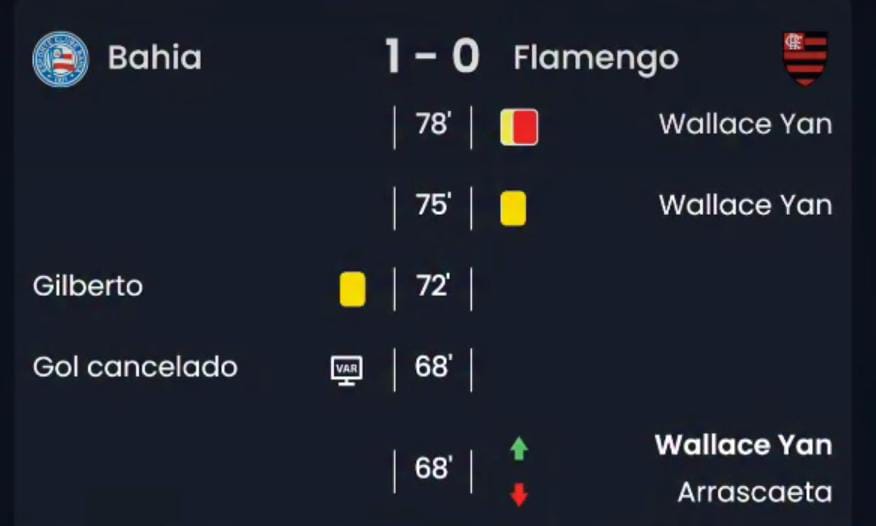 Bahia 1 - 0 Flamengo
78' Wallace Yan
75' Wallace Yan
Gilberto 72'
Gol cancelado VAR 68'
68' Wallace Yan
Arrascaeta